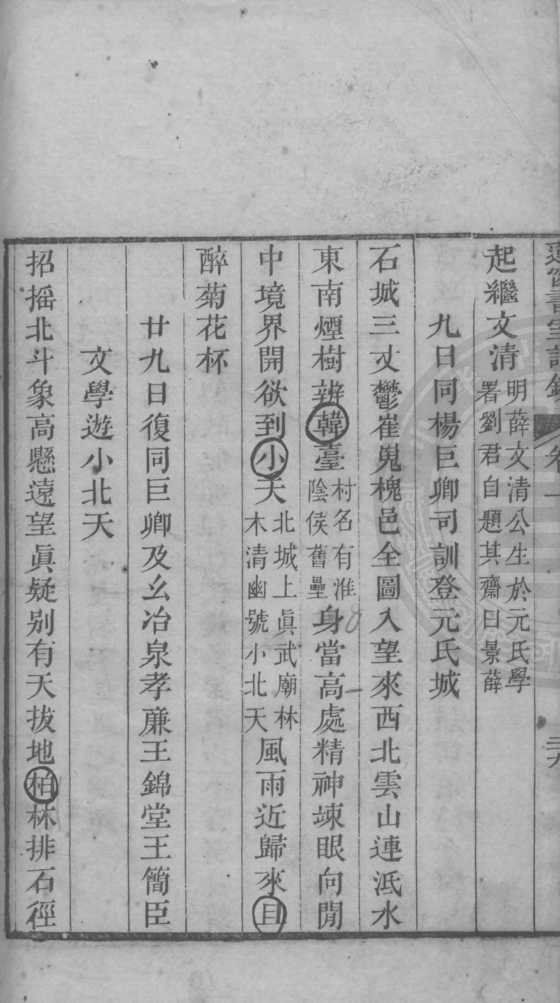 起繼文清明薛文清公生於元氏學署劉君自題其齋曰景薛
九日同楊巨卿司訓登元氏城
石城三丈鬱崔嵬槐邑全圖入望來西北雲山連泜水
東南煙樹辨韓臺村名有淮陰侯舊壘身當高處精神竦眼向閒
中境界開欲到小天北城上眞武廟林木清幽號小北天風雨近歸來且
醉菊花杯
廿九日復同巨卿及幺冶泉孝廉王錦堂王簡臣
文學遊小北天
招摇北斗象高懸遠望眞疑别有天拔地柏林排石徑